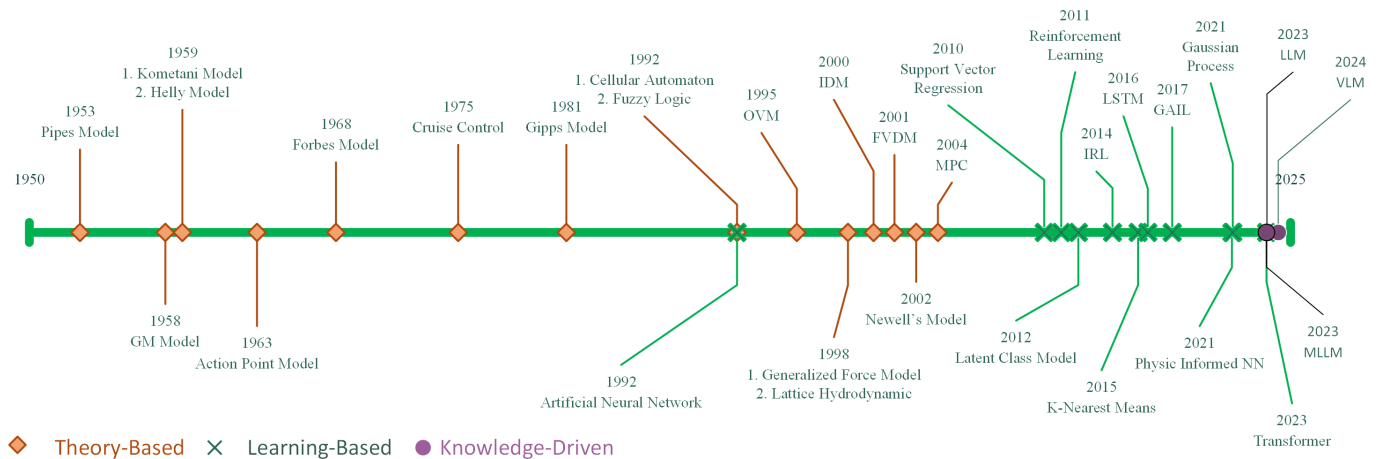 1950
1953
Pipes Model
1958
GM Model
1959
1. Kometani Model
2. Helly Model
1963
Action Point Model
1968
Forbes Model
1975
Cruise Control
1981
Gipps Model
1992
1. Cellular Automaton
2. Fuzzy Logic
1992
Artificial Neural Network
1995
OVM
1998
1. Generalized Force Model
2. Lattice Hydrodynamic
2000
IDM
2001
FVDM
2002
Newell's Model
2004
MPC
2010
Support Vector
Regression
2011
Reinforcement
Learning
2012
Latent Class Model
2014
IRL
2015
K-Nearest Means
2016
LSTM
2017
GAIL
2021
Gaussian
Process
2021
Physic Informed NN
2023
LLM
2023
MLLM
2023
Transformer
2024
VLM
2025
Theory-Based
Learning-Based
Knowledge-Driven